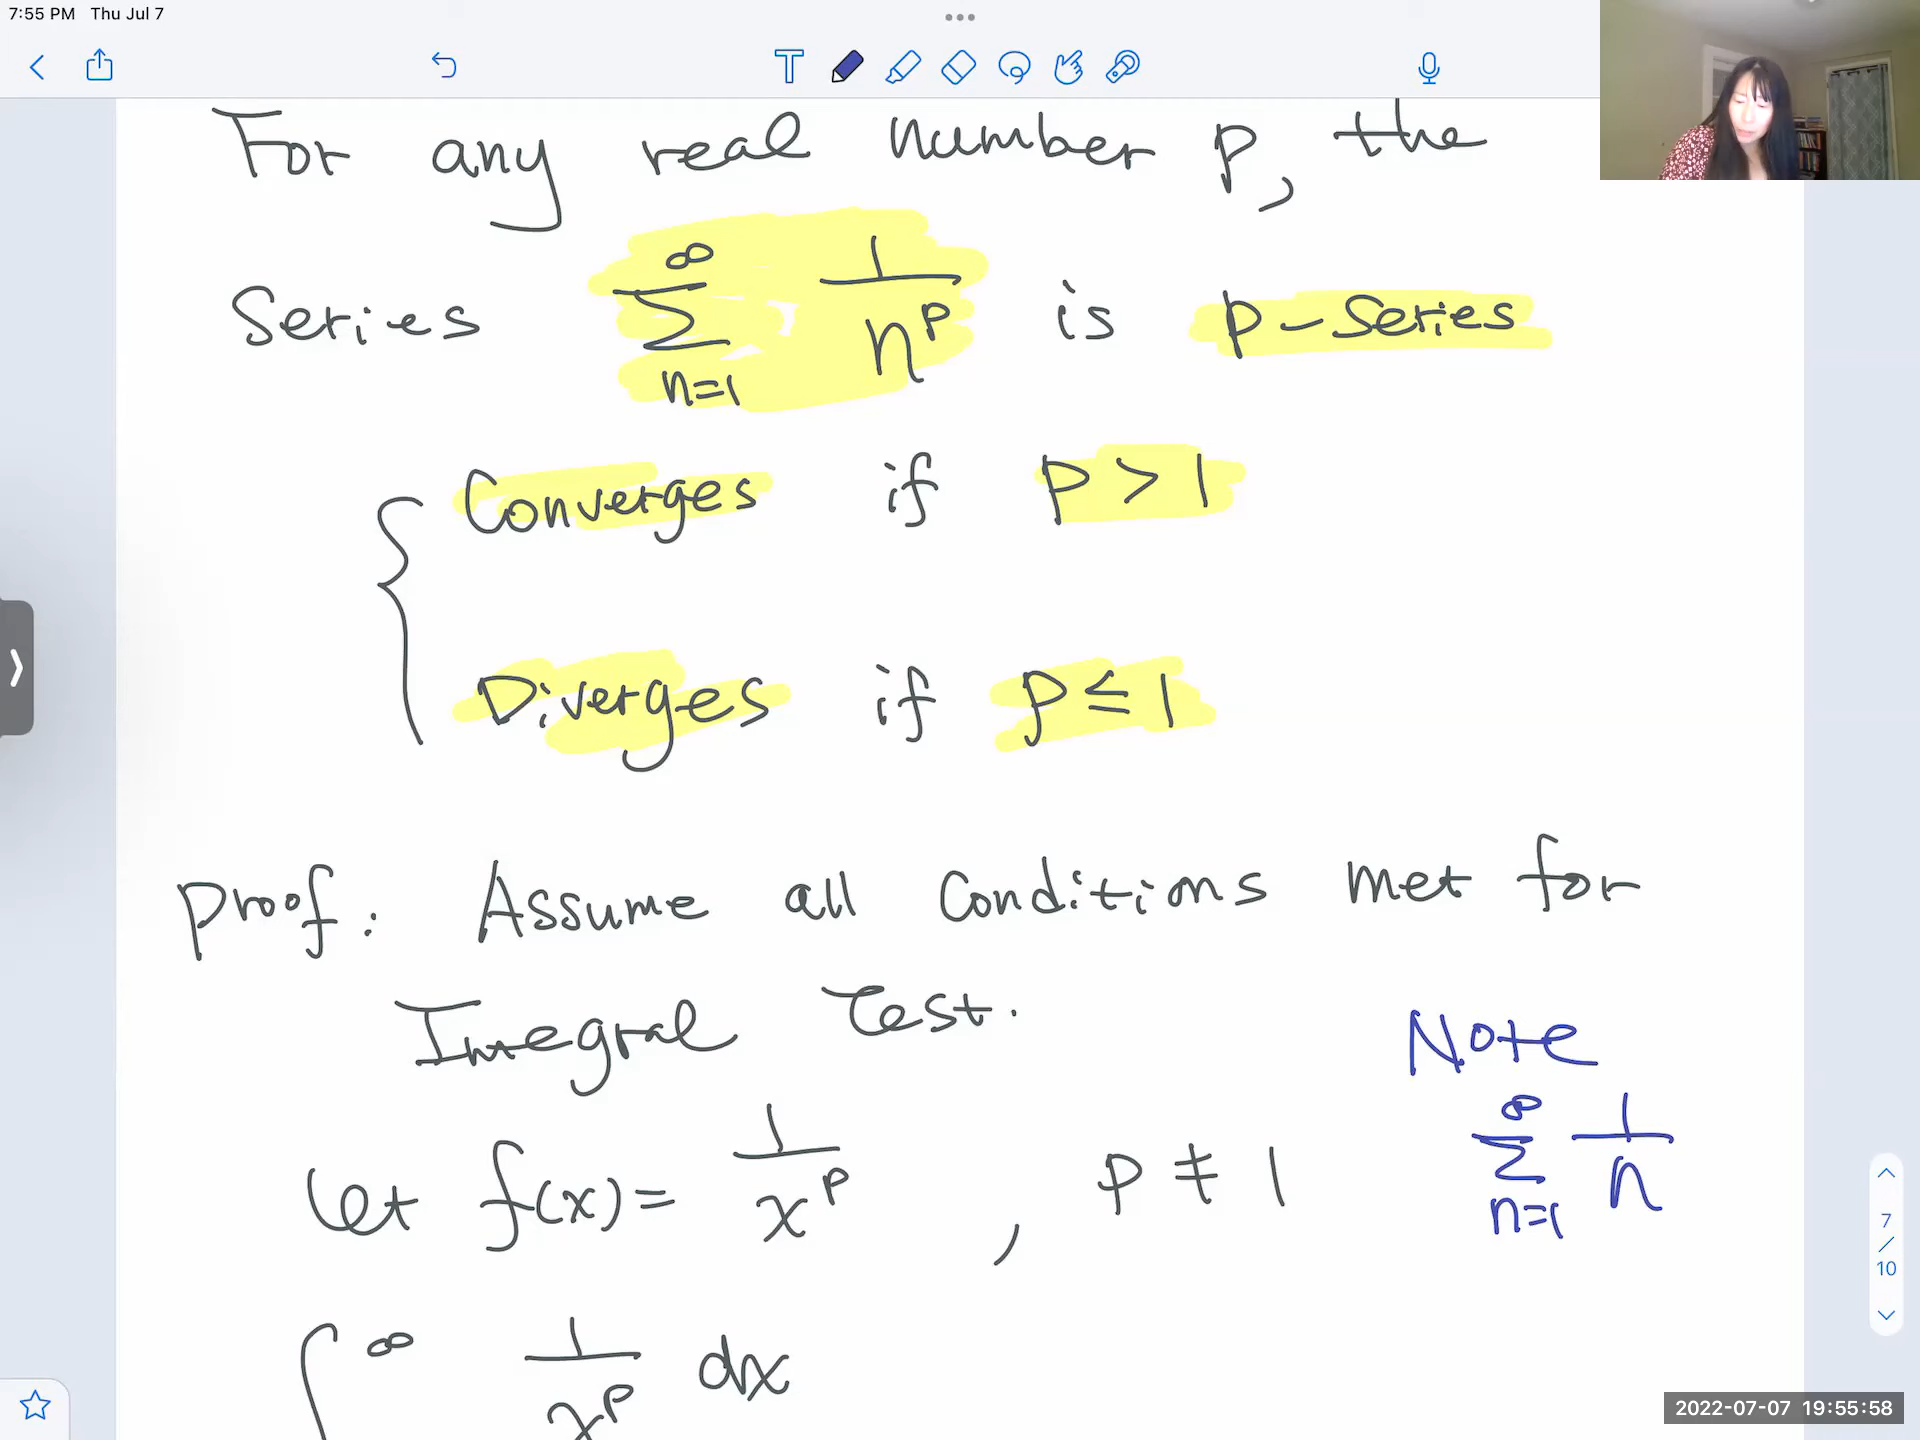 7:55 PM Thu Jul 7
T
For any real number p, the
Series ∑_{n=1}^{∞} 1/n^p is p-Series
{ Converges if p > 1
Diverges if p ≤ 1
proof: Assume all Conditions met for
Integral Test.
Note
Let f(x) = 1/x^p , p ≠ 1
∑_{n=1}^{∞} 1/n
∫^∞ 1/x^p dx
7
/
10
2022-07-07 19:55:58